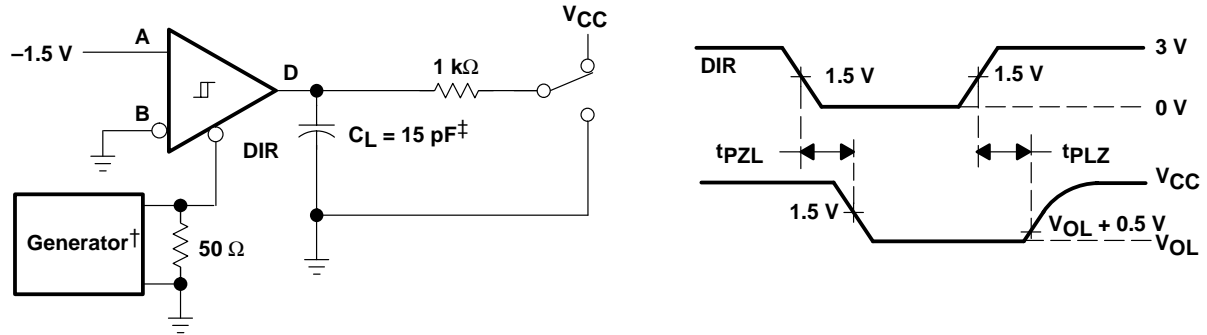 –1.5 V
A
B
D
DIR
1 kΩ
VCC
CL = 15 pF‡
Generator†
50 Ω
DIR
1.5 V
1.5 V
3 V
0 V
tPZL
tPLZ
1.5 V
VCC
VOL + 0.5 V
VOL